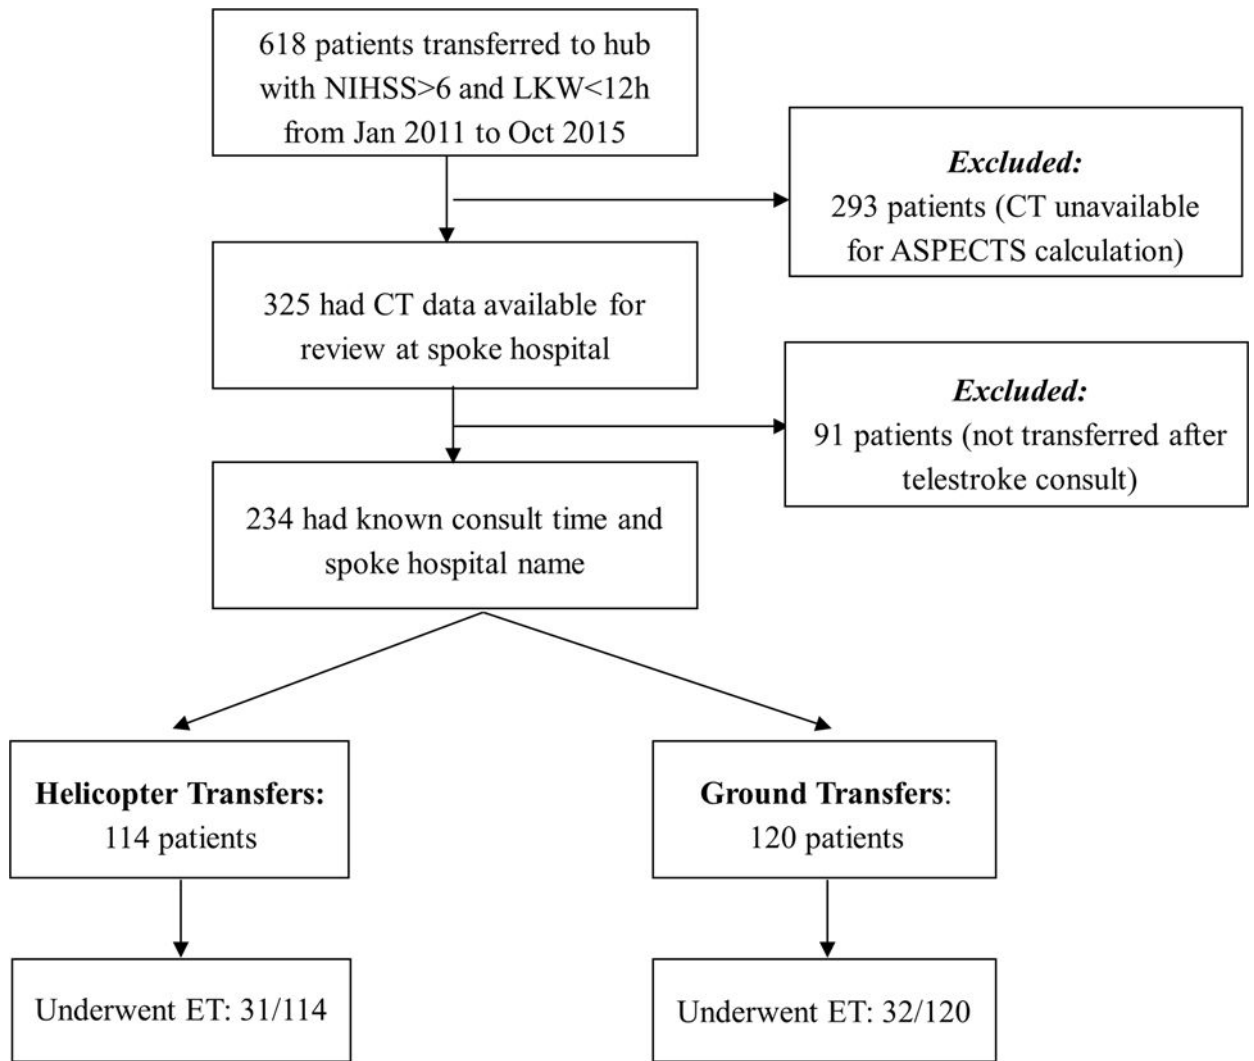 618 patients transferred to hub
with NIHSS>6 and LKW<12h
from Jan 2011 to Oct 2015
Excluded:
293 patients (CT unavailable
for ASPECTS calculation)
325 had CT data available for
review at spoke hospital
Excluded:
91 patients (not transferred after
telestroke consult)
234 had known consult time and
spoke hospital name
Helicopter Transfers:
114 patients
Ground Transfers:
120 patients
Underwent ET: 31/114
Underwent ET: 32/120